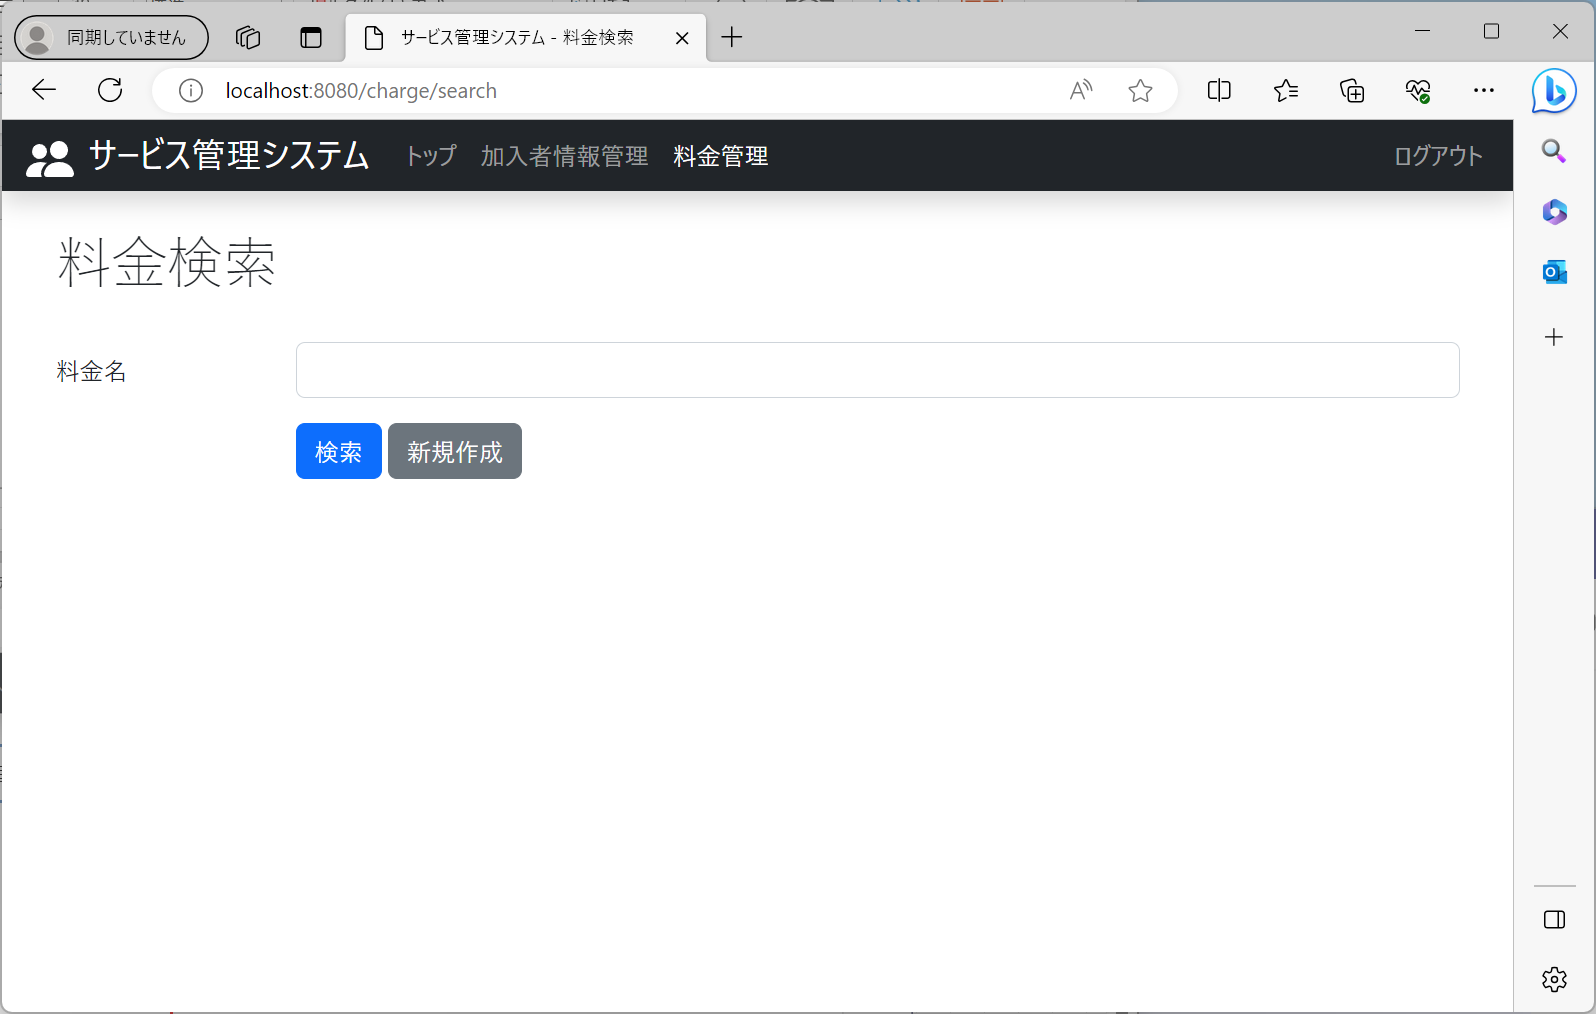 同期していません
サービス管理システム - 料金検索
localhost:8080/charge/search
サービス管理システム トップ 加入者情報管理 料金管理 ログアウト
料金検索
料金名
検索 新規作成